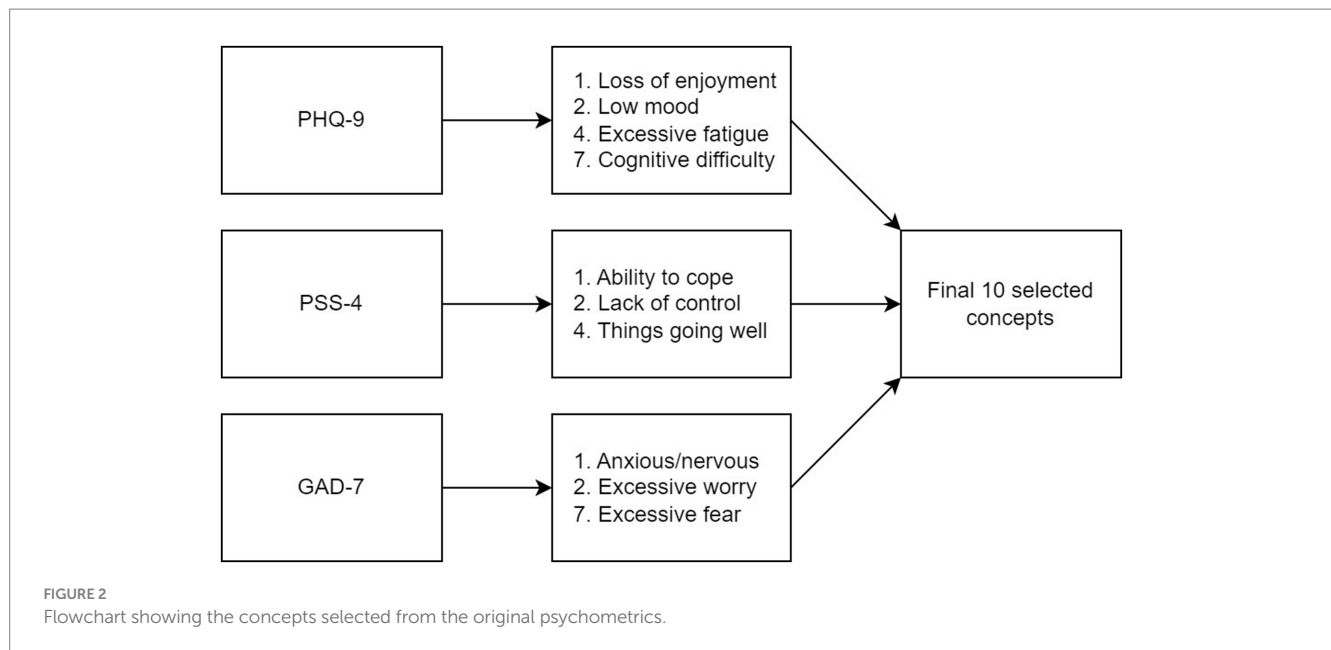 PHQ-9
1. Loss of enjoyment
2. Low mood
4. Excessive fatigue
7. Cognitive difficulty
PSS-4
1. Ability to cope
2. Lack of control
4. Things going well
GAD-7
1. Anxious/nervous
2. Excessive worry
7. Excessive fear
Final 10 selected
concepts
FIGURE 2
Flowchart showing the concepts selected from the original psychometrics.